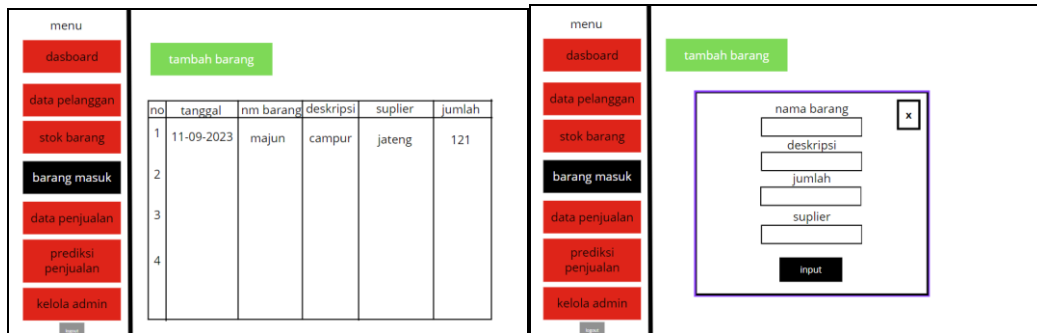 menu
dasboard
data pelanggan
stok barang
barang masuk
data penjualan
prediksi
penjualan
kelola admin
logout
tambah barang
no tanggal nm barang deskripsi suplier jumlah
1 11-09-2023 majun campur jateng 121
2
3
4
menu
dasboard
data pelanggan
stok barang
barang masuk
data penjualan
prediksi
penjualan
kelola admin
logout
tambah barang
x
nama barang
deskripsi
jumlah
suplier
input